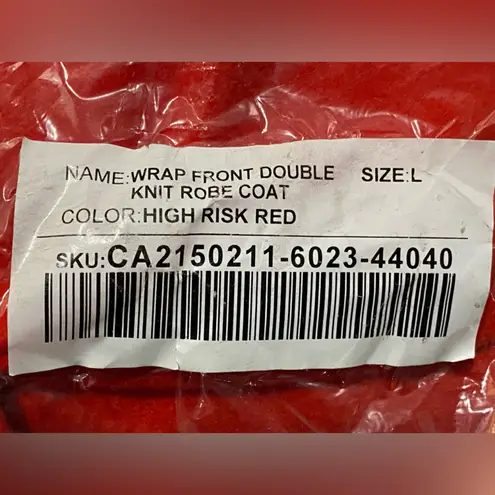 NAME:WRAP FRONT DOUBLE SIZE:L
KNIT ROBE COAT
COLOR:HIGH RISK RED
SKU:CA2150211-6023-44040